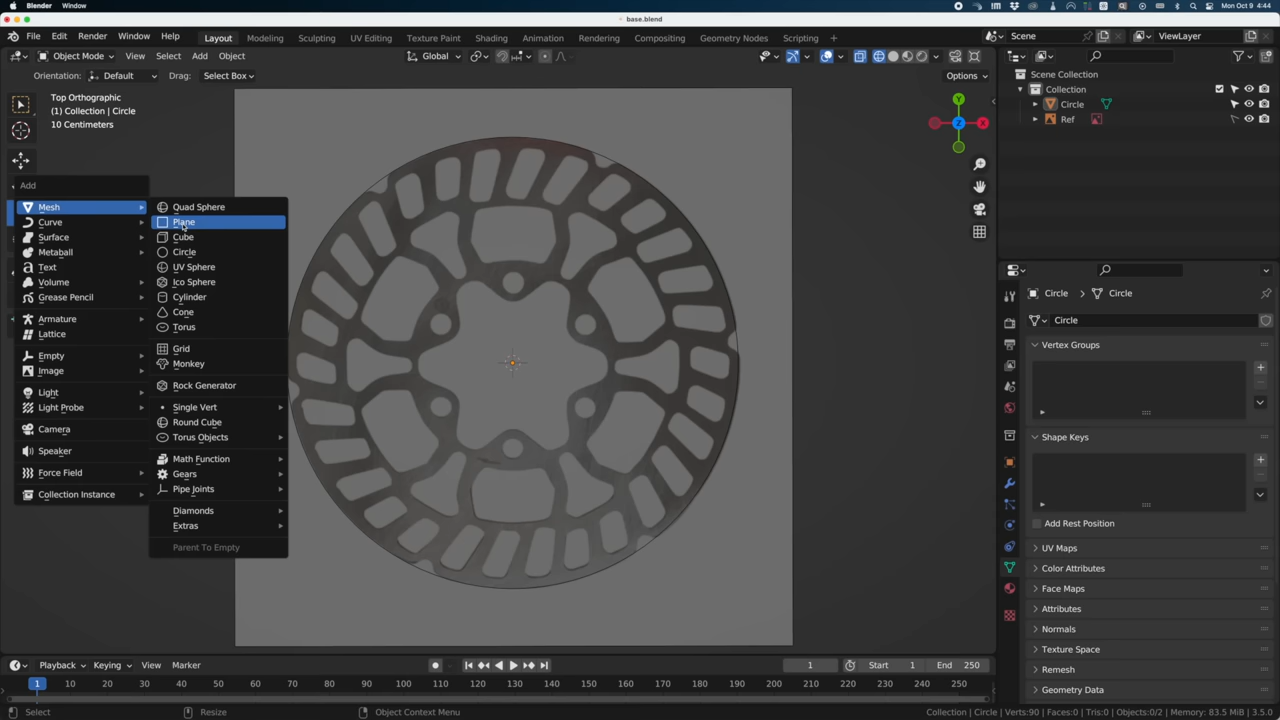 Blender Window
Mon Oct 9 4:44
base.blend
File Edit Render Window Help Layout Modeling Sculpting UV Editing Texture Paint Shading Animation Rendering Compositing Geometry Nodes Scripting +
Scene
ViewLayer
Object Mode View Select Add Object
Global
Orientation: Default Drag: Select Box
Options
Top Orthographic
(1) Collection | Circle
10 Centimeters
Y
Z
X
Add
Mesh
Curve
Surface
Metaball
Text
Volume
Grease Pencil
Armature
Lattice
Empty
Image
Light
Light Probe
Camera
Speaker
Force Field
Collection Instance
Quad Sphere
Plane
Cube
Circle
UV Sphere
Ico Sphere
Cylinder
Cone
Torus
Grid
Monkey
Rock Generator
Single Vert
Round Cube
Torus Objects
Math Function
Gears
Pipe Joints
Diamonds
Extras
Parent To Empty
Scene Collection
Collection
Circle
Ref
Circle > Circle
Circle
Vertex Groups
Shape Keys
Add Rest Position
UV Maps
Color Attributes
Face Maps
Attributes
Normals
Texture Space
Remesh
Geometry Data
Playback Keying View Marker
1
Start 1
End 250
1 10 20 30 40 50 60 70 80 90 100 110 120 130 140 150 160 170 180 190 200 210 220 230 240 250
Select
Resize
Object Context Menu
Collection | Circle | Verts:90 | Faces:0 | Tris:0 | Objects:0/2 | Memory: 83.5 MiB | 3.5.0